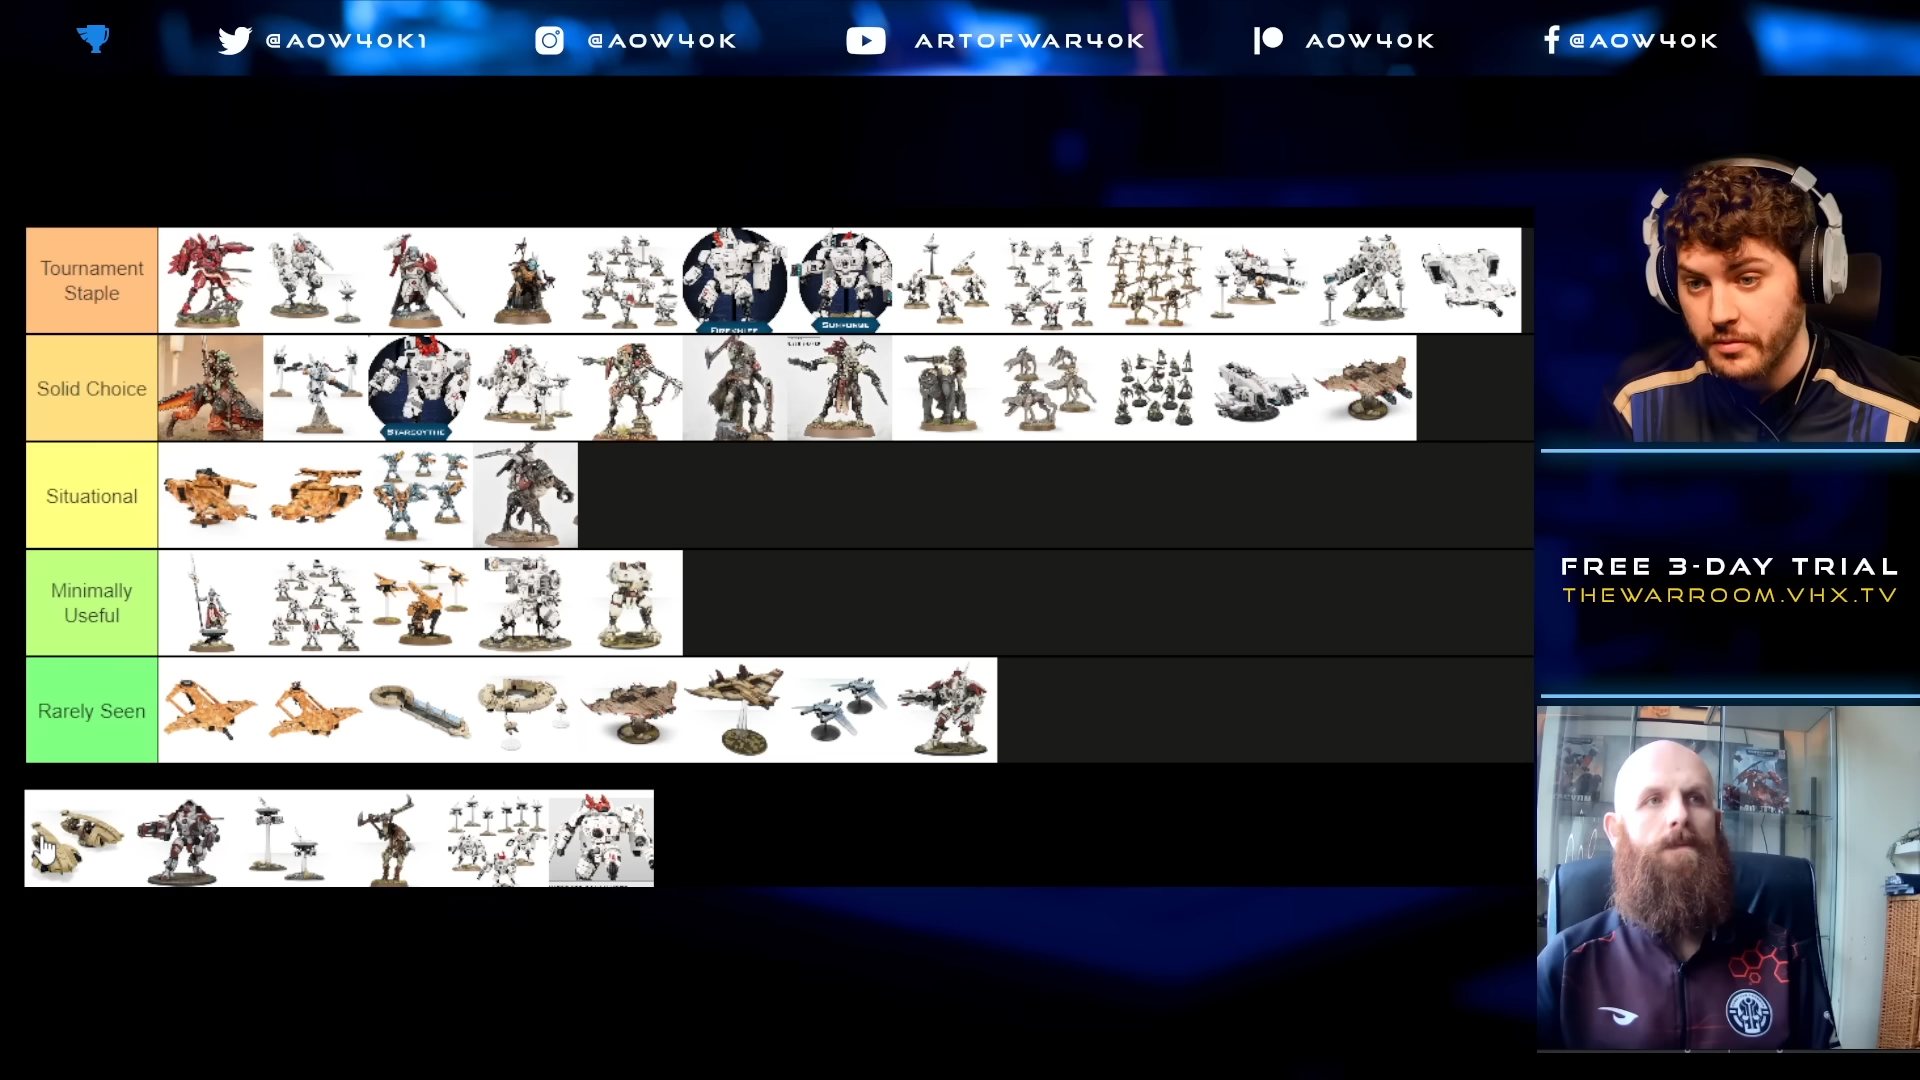 @AOW40K1
@AOW40K
ARTOFWAR40K
AOW40K
@AOW40K
Tournament
Staple
Solid Choice
STARSCYTHE
Situational
FREE 3-DAY TRIAL
THEWARROOM.VHX.TV
Minimally
Useful
Rarely Seen